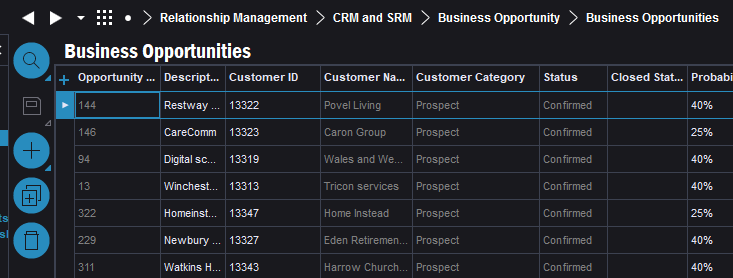 Relationship Management > CRM and SRM > Business Opportunity > Business Opportunities
Business Opportunities
Opportunity ... Descript... Customer ID Customer Na... Customer Category Status Closed Stat... Probabi
144 Restway ... 13322 Povel Living Prospect Confirmed 40%
146 CareComm 13323 Caron Group Prospect Confirmed 25%
94 Digital sc... 13319 Wales and We... Prospect Confirmed 40%
13 Winchest... 13313 Tricon services Prospect Confirmed 40%
322 Homeinst... 13347 Home Instead Prospect Confirmed 25%
229 Newbury ... 13327 Eden Retiremen... Prospect Confirmed 40%
311 Watkins H... 13343 Harrow Church... Prospect Confirmed 40%